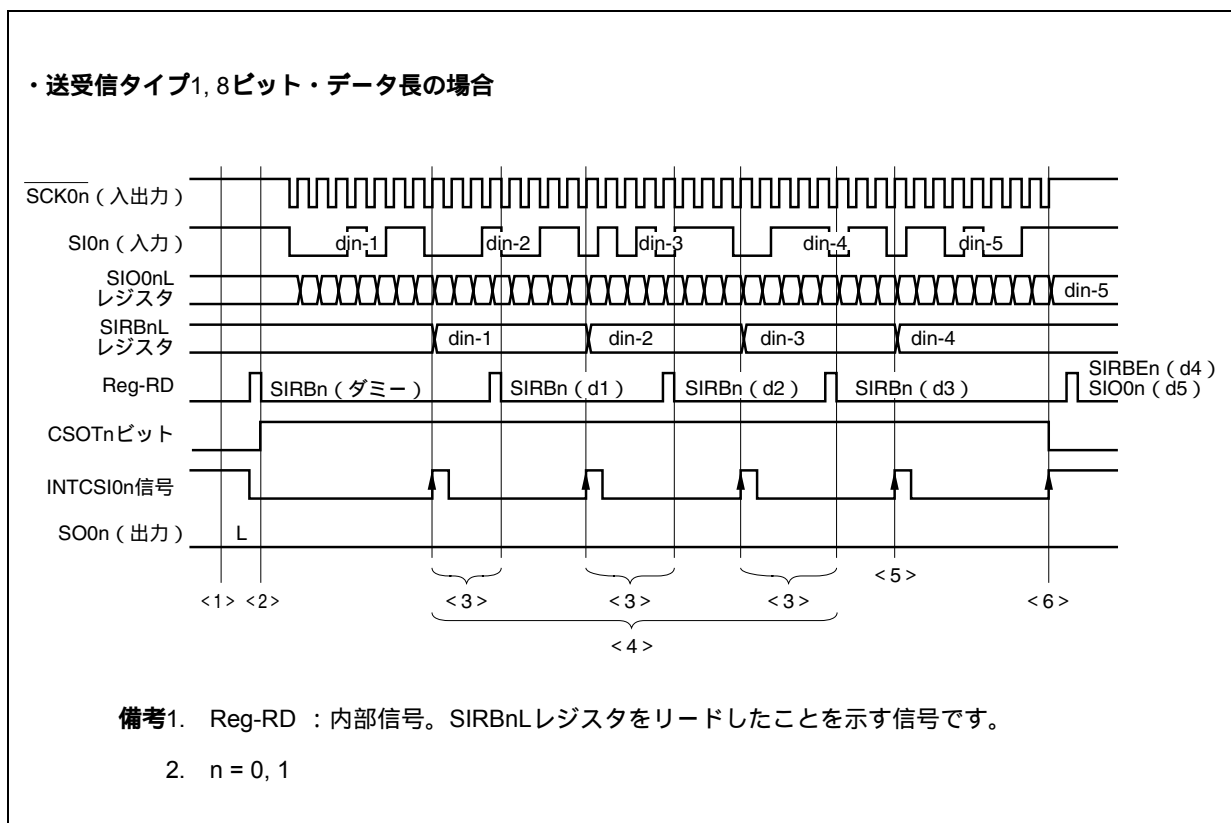 ・送受信タイプ1, 8ビット・データ長の場合
SCK0n（入出力）
SI0n（入力）
din-1
din-2
din-3
din-4
din-5
SIO0nL
レジスタ
din-5
SIRBnL
レジスタ
din-1
din-2
din-3
din-4
Reg-RD
SIRBn（ダミー）
SIRBn（d1）
SIRBn（d2）
SIRBn（d3）
SIRBEn（d4）
SIO0n（d5）
CSOTnビット
INTCSI0n信号
SO0n（出力）
L
<1>
<2>
<3>
<3>
<3>
<5>
<6>
<4>
備考1. Reg-RD ：内部信号。SIRBnLレジスタをリードしたことを示す信号です。
2. n = 0, 1